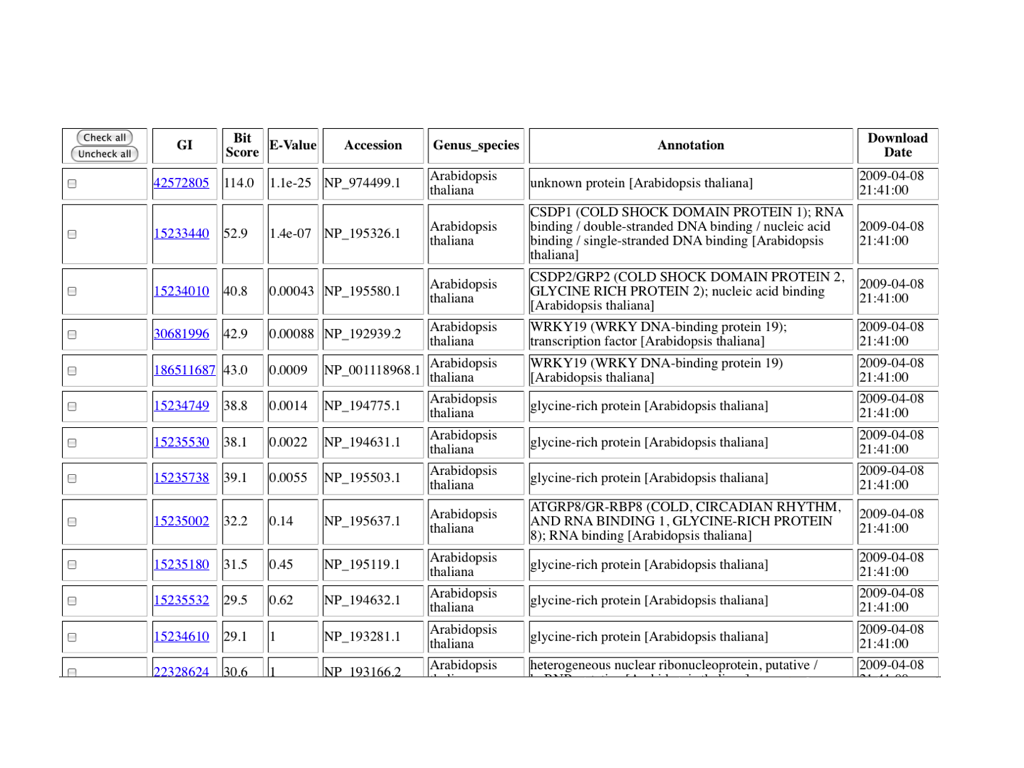 Check all
Uncheck all
GI
Bit
Score
E-Value
Accession
Genus_species
Annotation
Download
Date
42572805
114.0
1.1e-25
NP_974499.1
Arabidopsis
thaliana
unknown protein [Arabidopsis thaliana]
2009-04-08
21:41:00
15233440
52.9
1.4e-07
NP_195326.1
Arabidopsis
thaliana
CSDP1 (COLD SHOCK DOMAIN PROTEIN 1); RNA
binding / double-stranded DNA binding / nucleic acid
binding / single-stranded DNA binding [Arabidopsis
thaliana]
2009-04-08
21:41:00
15234010
40.8
0.00043
NP_195580.1
Arabidopsis
thaliana
CSDP2/GRP2 (COLD SHOCK DOMAIN PROTEIN 2,
GLYCINE RICH PROTEIN 2); nucleic acid binding
[Arabidopsis thaliana]
2009-04-08
21:41:00
30681996
42.9
0.00088
NP_192939.2
Arabidopsis
thaliana
WRKY19 (WRKY DNA-binding protein 19);
transcription factor [Arabidopsis thaliana]
2009-04-08
21:41:00
186511687
43.0
0.0009
NP_001118968.1
Arabidopsis
thaliana
WRKY19 (WRKY DNA-binding protein 19)
[Arabidopsis thaliana]
2009-04-08
21:41:00
15234749
38.8
0.0014
NP_194775.1
Arabidopsis
thaliana
glycine-rich protein [Arabidopsis thaliana]
2009-04-08
21:41:00
15235530
38.1
0.0022
NP_194631.1
Arabidopsis
thaliana
glycine-rich protein [Arabidopsis thaliana]
2009-04-08
21:41:00
15235738
39.1
0.0055
NP_195503.1
Arabidopsis
thaliana
glycine-rich protein [Arabidopsis thaliana]
2009-04-08
21:41:00
15235002
32.2
0.14
NP_195637.1
Arabidopsis
thaliana
ATGRP8/GR-RBP8 (COLD, CIRCADIAN RHYTHM,
AND RNA BINDING 1, GLYCINE-RICH PROTEIN
8); RNA binding [Arabidopsis thaliana]
2009-04-08
21:41:00
15235180
31.5
0.45
NP_195119.1
Arabidopsis
thaliana
glycine-rich protein [Arabidopsis thaliana]
2009-04-08
21:41:00
15235532
29.5
0.62
NP_194632.1
Arabidopsis
thaliana
glycine-rich protein [Arabidopsis thaliana]
2009-04-08
21:41:00
15234610
29.1
1
NP_193281.1
Arabidopsis
thaliana
glycine-rich protein [Arabidopsis thaliana]
2009-04-08
21:41:00
22328624
30.6
1
NP_193166.2
Arabidopsis
heterogeneous nuclear ribonucleoprotein, putative /
2009-04-08